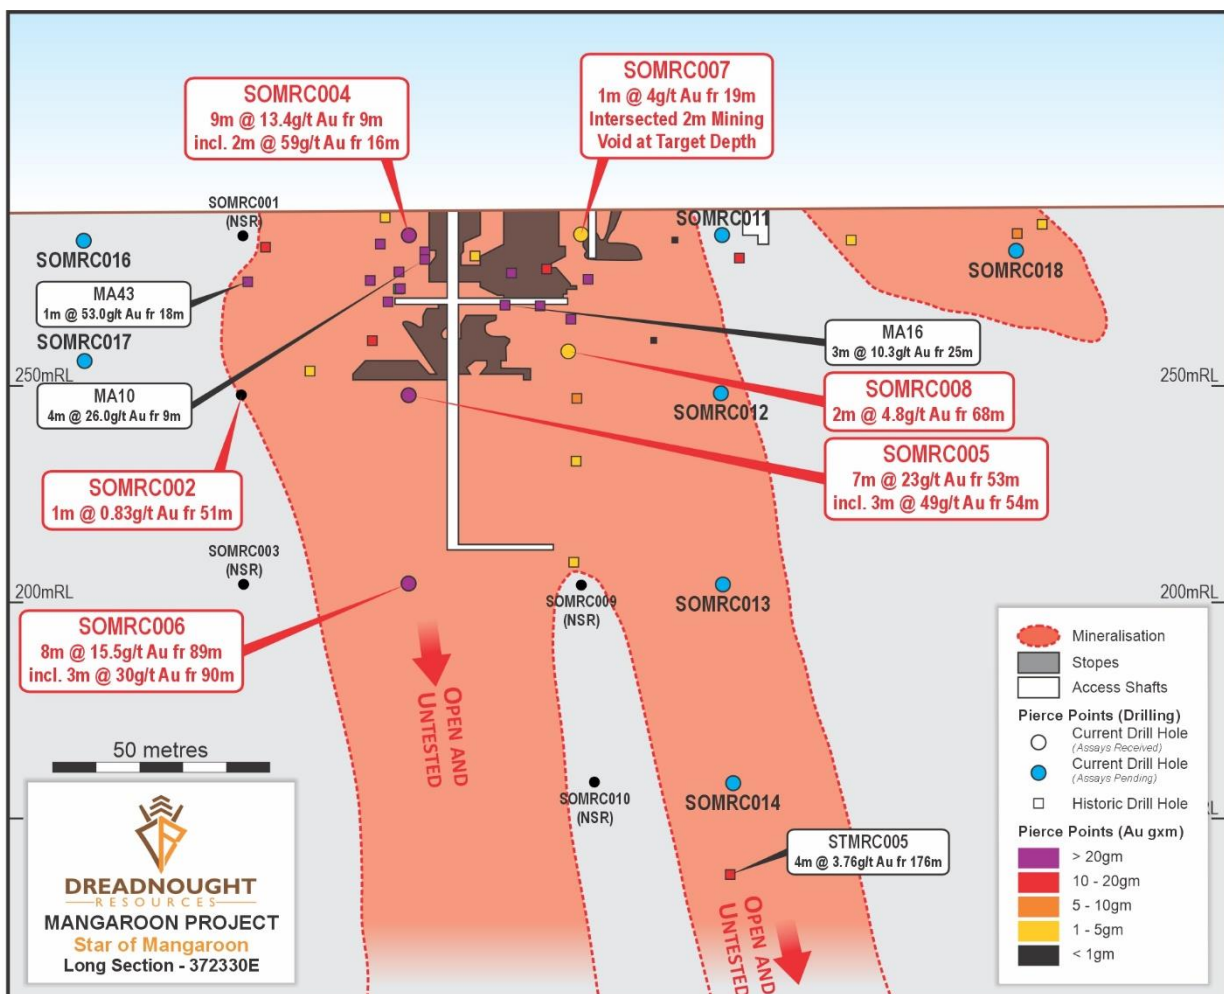 SOMRC004
9m @ 13.4g/t Au fr 9m
incl. 2m @ 59g/t Au fr 16m
SOMRC007
1m @ 4g/t Au fr 19m
Intersected 2m Mining
Void at Target Depth
SOMRC001
(NSR)
SOMRC016
SOMRC011
SOMRC018
MA43
1m @ 53.0g/t Au fr 18m
SOMRC017
MA16
3m @ 10.3g/t Au fr 25m
250mRL
250mRL
MA10
4m @ 26.0g/t Au fr 9m
SOMRC008
2m @ 4.8g/t Au fr 68m
SOMRC012
SOMRC005
7m @ 23g/t Au fr 53m
incl. 3m @ 49g/t Au fr 54m
SOMRC002
1m @ 0.83g/t Au fr 51m
SOMRC003
(NSR)
200mRL
200mRL
SOMRC009
(NSR)
SOMRC013
SOMRC006
8m @ 15.5g/t Au fr 89m
incl. 3m @ 30g/t Au fr 90m
OPEN AND
UNTESTED
SOMRC010
(NSR)
SOMRC014
STMRC005
4m @ 3.76g/t Au fr 176m
OPEN AND
UNTESTED
50 metres
DREADNOUGHT
RESOURCES
MANGAROON PROJECT
Star of Mangaroon
Long Section - 372330E
Mineralisation
Stopes
Access Shafts
Pierce Points (Drilling)
Current Drill Hole
(Assays Received)
Current Drill Hole
(Assays Pending)
Historic Drill Hole
Pierce Points (Au gxm)
> 20gm
10 - 20gm
5 - 10gm
1 - 5gm
< 1gm